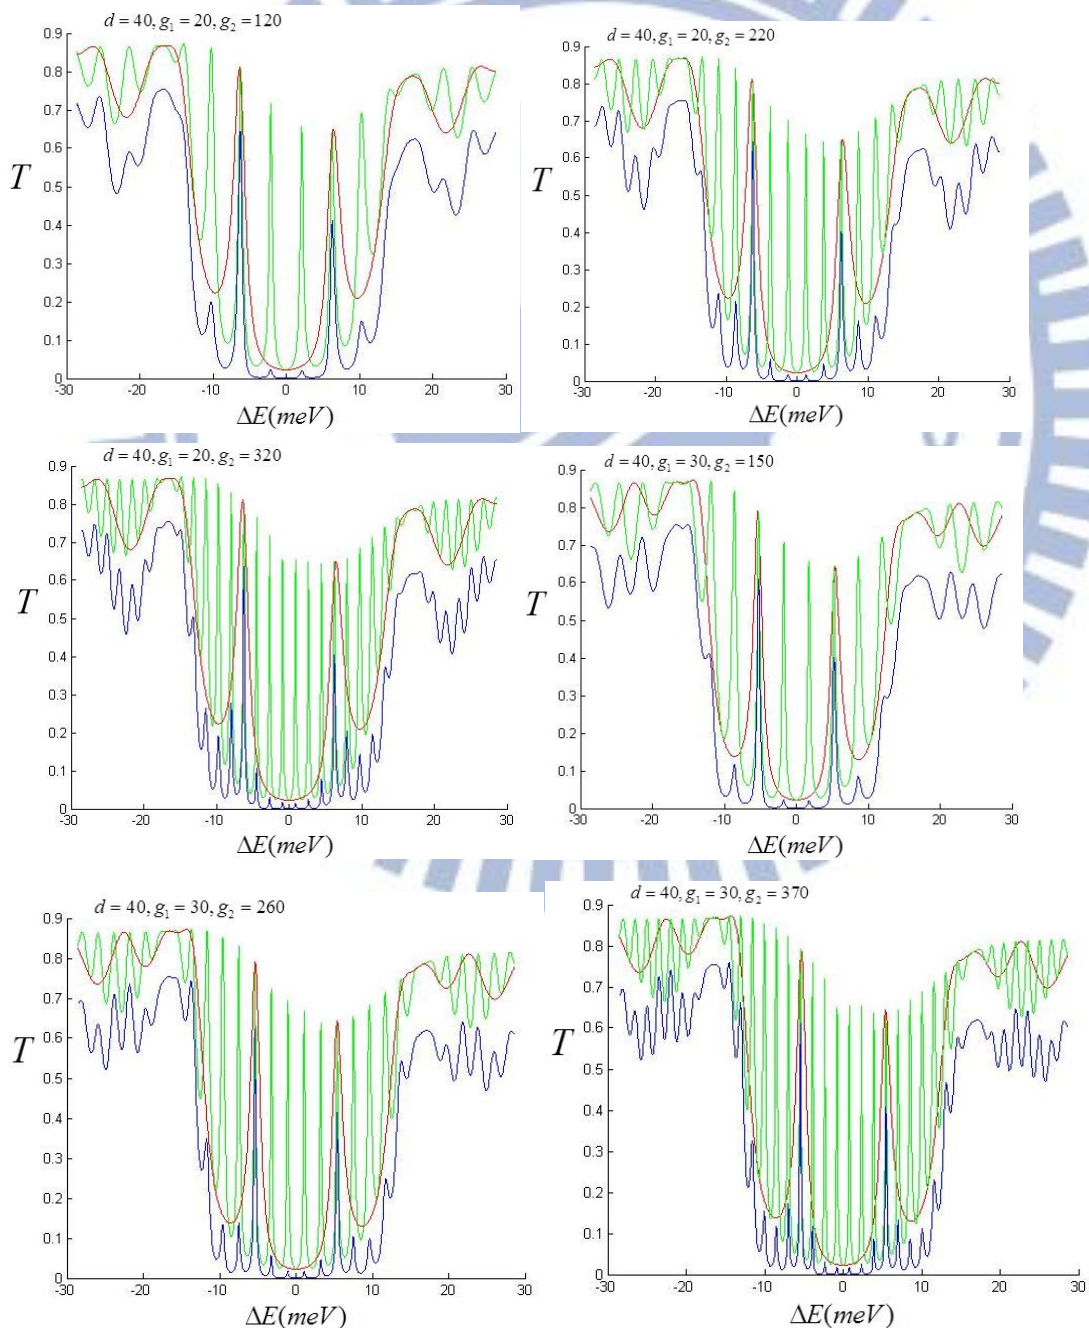 d = 40, g₁ = 20, g₂ = 120
T
0.9
0.8
0.7
0.6
0.5
0.4
0.3
0.2
0.1
0
-30 -20 -10 0 10 20 30
ΔE(meV)
d = 40, g₁ = 20, g₂ = 220
T
0.9
0.8
0.7
0.6
0.5
0.4
0.3
0.2
0.1
0
-30 -20 -10 0 10 20 30
ΔE(meV)
d = 40, g₁ = 20, g₂ = 320
T
0.9
0.8
0.7
0.6
0.5
0.4
0.3
0.2
0.1
0
-30 -20 -10 0 10 20 30
ΔE(meV)
d = 40, g₁ = 30, g₂ = 150
T
0.9
0.8
0.7
0.6
0.5
0.4
0.3
0.2
0.1
0
-30 -20 -10 0 10 20 30
ΔE(meV)
d = 40, g₁ = 30, g₂ = 260
T
0.9
0.8
0.7
0.6
0.5
0.4
0.3
0.2
0.1
0
-30 -20 -10 0 10 20 30
ΔE(meV)
d = 40, g₁ = 30, g₂ = 370
T
0.9
0.8
0.7
0.6
0.5
0.4
0.3
0.2
0.1
0
-30 -20 -10 0 10 20 30
ΔE(meV)